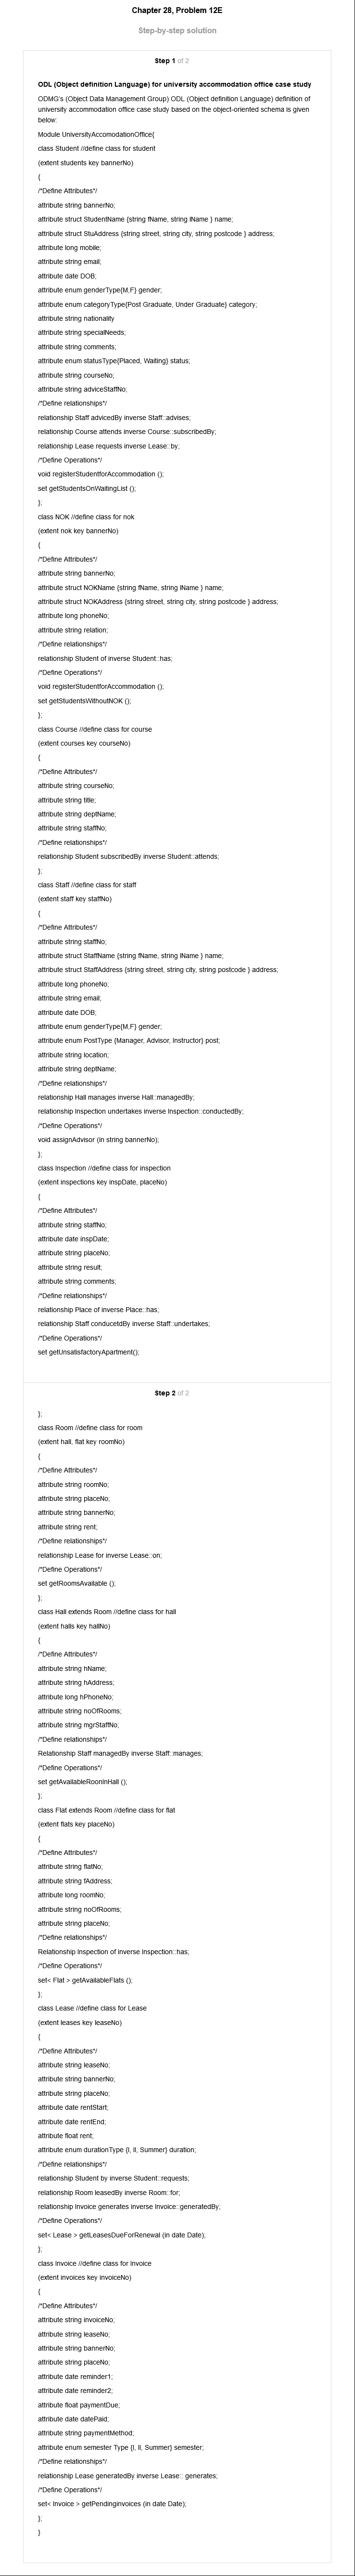 Chapter 28, Problem 12E
Step-by-step solution
Step 1 of 2
ODL (Object definition Language) for university accommodation office case study
ODMG's (Object Data Management Group) ODL (Object definition Language) definition of
university accommodation office case study based on the object-oriented schema is given
below:
Module UniversityAccomodationOffice{
class Student //define class for student
(extent students key bannerNo)
{
/*Define Attributes*/
attribute string bannerNo;
attribute struct StudentName {string fName, string lName } name;
attribute struct StuAddress {string street, string city, string postcode } address;
attribute long mobile;
attribute string email;
attribute date DOB;
attribute enum genderType{M,F} gender;
attribute enum categoryType{Post Graduate, Under Graduate} category;
attribute string nationality
attribute string specialNeeds;
attribute string comments;
attribute enum statusType{Placed, Waiting} status;
attribute string courseNo;
attribute string adviceStaffNo;
/*Define relationships*/
relationship Staff advicedBy inverse Staff::advises;
relationship Course attends inverse Course::subscribedBy;
relationship Lease requests inverse Lease::by;
/*Define Operations*/
void registerStudentforAccommodation ();
set getStudentsOnWaitingList ();
};
class NOK //define class for nok
(extent nok key bannerNo)
{
/*Define Attributes*/
attribute string bannerNo;
attribute struct NOKName {string fName, string lName } name;
attribute struct NOKAddress {string street, string city, string postcode } address;
attribute long phoneNo;
attribute string relation;
/*Define relationships*/
relationship Student of inverse Student::has;
/*Define Operations*/
void registerStudentforAccommodation ();
set getStudentsWithoutNOK ();
};
class Course //define class for course
(extent courses key courseNo)
{
/*Define Attributes*/
attribute string courseNo;
attribute string title;
attribute string deptName;
attribute string staffNo;
/*Define relationships*/
relationship Student subscribedBy inverse Student::attends;
};
class Staff //define class for staff
(extent staff key staffNo)
{
/*Define Attributes*/
attribute string staffNo;
attribute struct StaffName {string fName, string lName } name;
attribute struct StaffAddress {string street, string city, string postcode } address;
attribute long phoneNo;
attribute string email;
attribute date DOB;
attribute enum genderType{M,F} gender;
attribute enum PostType {Manager, Advisor, Instructor} post;
attribute string location;
attribute string deptName;
/*Define relationships*/
relationship Hall manages inverse Hall::managedBy;
relationship Inspection undertakes inverse Inspection::conductedBy;
/*Define Operations*/
void assignAdvisor (in string bannerNo);
};
class Inspection //define class for inspection
(extent inspections key inspDate, placeNo)
{
/*Define Attributes*/
attribute string staffNo;
attribute date inspDate;
attribute string placeNo;
attribute string result;
attribute string comments;
/*Define relationships*/
relationship Place of inverse Place::has;
relationship Staff conducetdBy inverse Staff::undertakes;
/*Define Operations*/
set getUnsatisfactoryApartment();
Step 2 of 2
};
class Room //define class for room
(extent hall, flat key roomNo)
{
/*Define Attributes*/
attribute string roomNo;
attribute string placeNo;
attribute string bannerNo;
attribute string rent;
/*Define relationships*/
relationship Lease for inverse Lease::on;
/*Define Operations*/
set getRoomsAvailable ();
};
class Hall extends Room //define class for hall
(extent halls key hallNo)
{
/*Define Attributes*/
attribute string hName;
attribute string hAddress;
attribute long hPhoneNo;
attribute string noOfRooms;
attribute string mgrStaffNo;
/*Define relationships*/
Relationship Staff managedBy inverse Staff::manages;
/*Define Operations*/
set getAvailableRoonInHall ();
};
class Flat extends Room //define class for flat
(extent flats key placeNo)
{
/*Define Attributes*/
attribute string flatNo;
attribute string fAddress;
attribute long roomNo;
attribute string noOfRooms;
attribute string placeNo;
/*Define relationships*/
Relationship Inspection of inverse Inspection::has;
/*Define Operations*/
set< Flat > getAvailableFlats ();
};
class Lease //define class for Lease
(extent leases key leaseNo)
{
/*Define Attributes*/
attribute string leaseNo;
attribute string bannerNo;
attribute string placeNo;
attribute date rentStart;
attribute date rentEnd;
attribute float rent;
attribute enum durationType {I, II, Summer} duration;
/*Define relationships*/
relationship Student by inverse Student::requests;
relationship Room leasedBy inverse Room::for;
relationship Invoice generates inverse Invoice::generatedBy;
/*Define Operations*/
set< Lease > getLeasesDueForRenewal (in date Date);
};
class Invoice //define class for Invoice
(extent invoices key invoiceNo)
{
/*Define Attributes*/
attribute string invoiceNo;
attribute string leaseNo;
attribute string bannerNo;
attribute string placeNo;
attribute date reminder1;
attribute date reminder2;
attribute float paymentDue;
attribute date datePaid;
attribute string paymentMethod;
attribute enum semester Type {I, II, Summer} semester;
/*Define relationships*/
relationship Lease generatedBy inverse Lease:: generates;
/*Define Operations*/
set< Invoice > getPendinginvoices (in date Date);
};
}